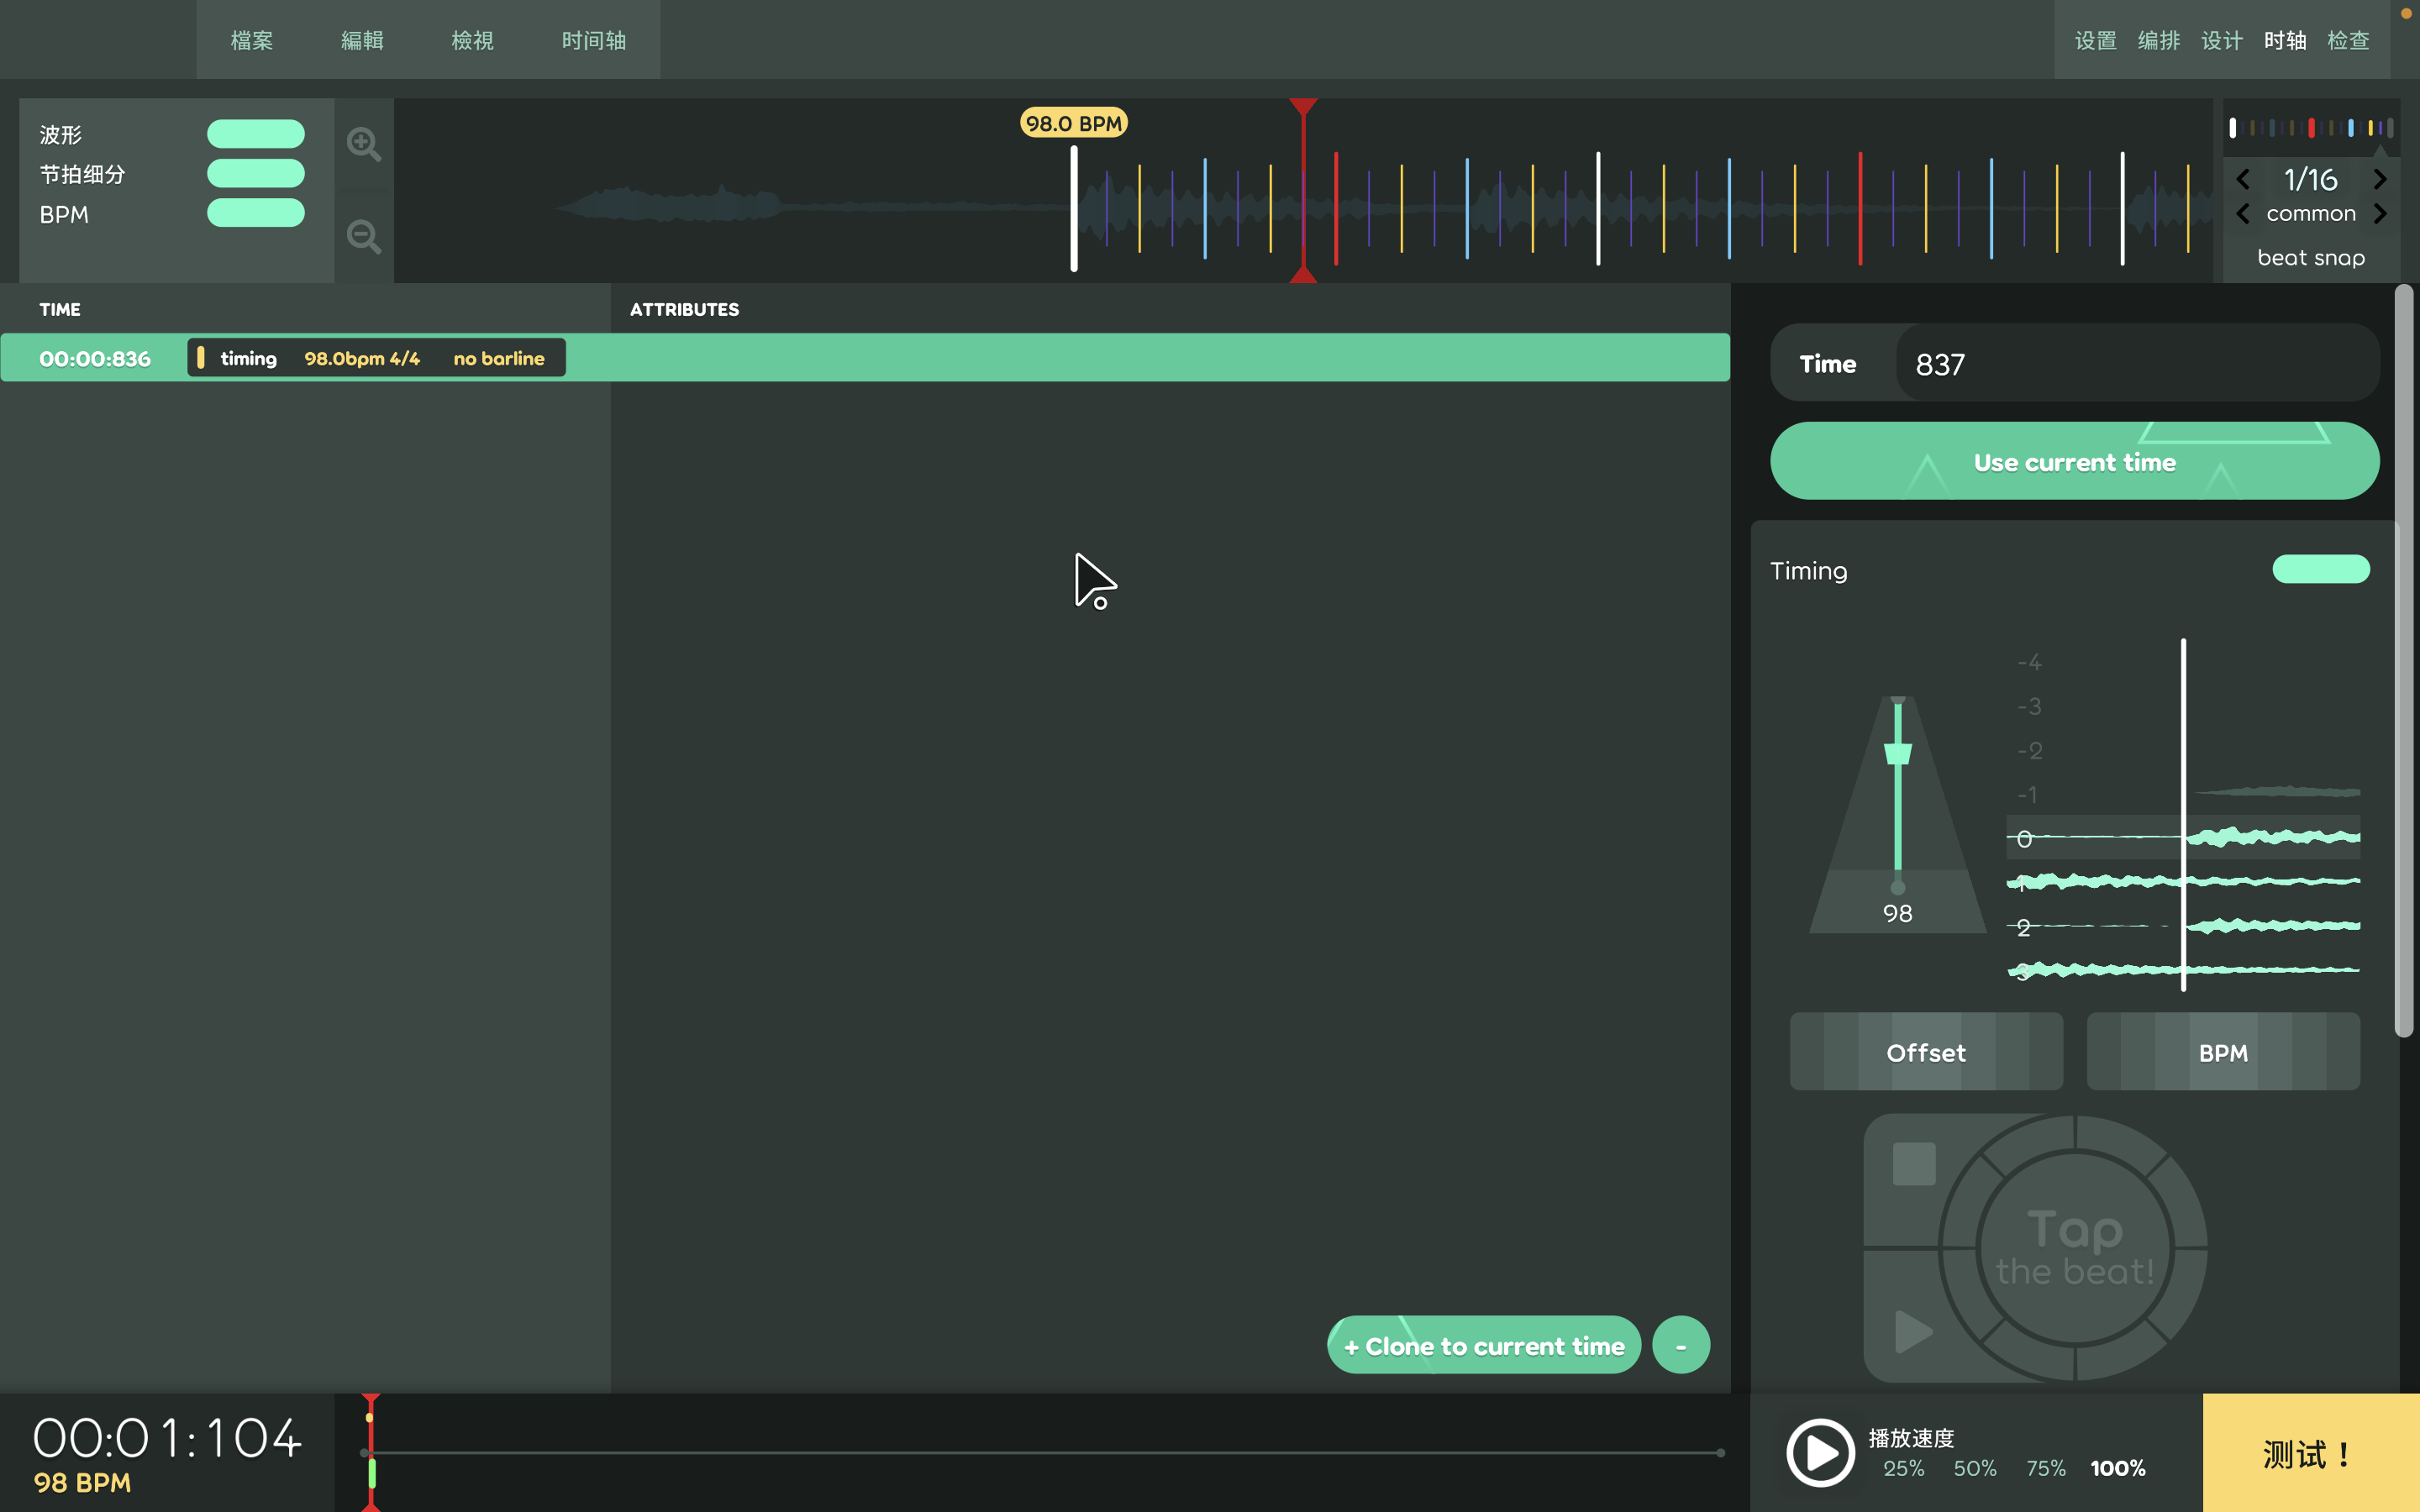 檔案 編輯 檢視 时间轴 设置 编排 设计 时轴 检查
波形
节拍细分
BPM
98.0 BPM
1/16
common
beat snap
TIME ATTRIBUTES
00:00:836 timing 98.0bpm 4/4 no barline
Time 837
Use current time
Timing
-4
-3
-2
-1
0
1
2
3
98
Offset BPM
Tap
the beat!
+ Clone to current time -
00:01:104
98 BPM
播放速度
25% 50% 75% 100%
测试！